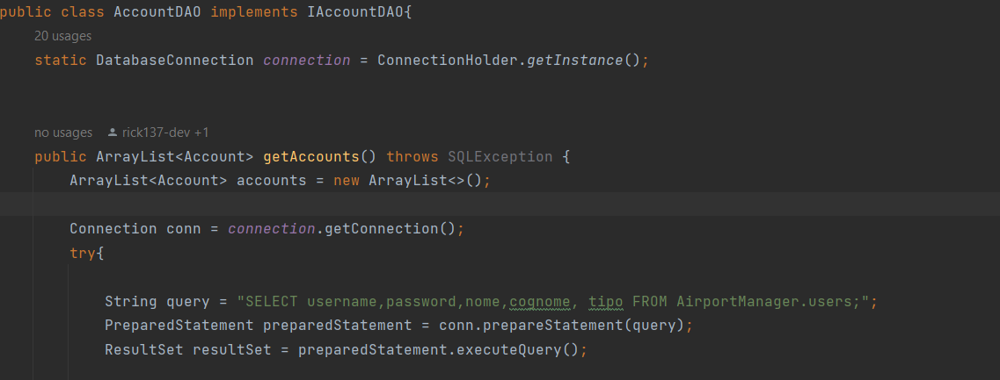 public class AccountDAO implements IAccountDAO{
20 usages
static DatabaseConnection connection = ConnectionHolder.getInstance();
no usages rick137-dev +1
public ArrayList<Account> getAccounts() throws SQLException {
ArrayList<Account> accounts = new ArrayList<>();
Connection conn = connection.getConnection();
try{
String query = "SELECT username,password,nome,cognome, tipo FROM AirportManager.users;";
PreparedStatement preparedStatement = conn.prepareStatement(query);
ResultSet resultSet = preparedStatement.executeQuery();